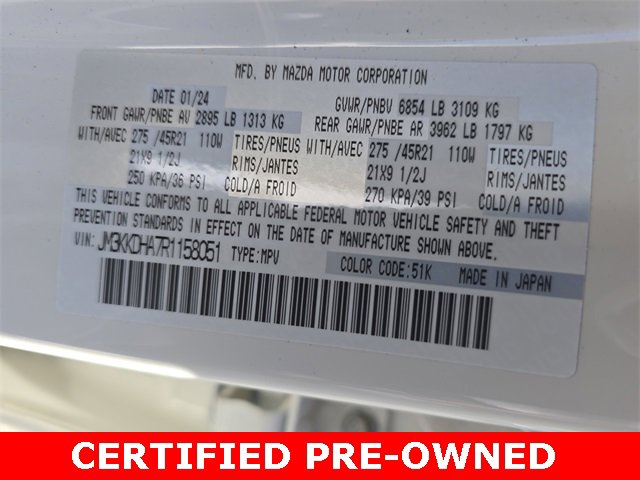 MFD. BY MAZDA MOTOR CORPORATION
DATE 01/24 GVWR/PNBV 6854 LB 3109 KG
FRONT GAWR/PNBE AV 2895 LB 1313 KG REAR GAWR/PNBE AR 3962 LB 1797 KG
WITH/AVEC 275 /45R21 110W TIRES/PNEUS WITH/AVEC 275 /45R21 110W TIRES/PNEUS
21X9 1/2J RIMS/JANTES 21X9 1/2J RIMS/JANTES
250 KPA/36 PSI COLD/A FROID 270 KPA/39 PSI COLD/A FROID
THIS VEHICLE CONFORMS TO ALL APPLICABLE FEDERAL MOTOR VEHICLE SAFETY AND THEFT
PREVENTION STANDARDS IN EFFECT ON THE DATE OF MANUFACTURE SHOWN ABOVE.
VIN: JM3KKDHA7R1158051 TYPE:MPV COLOR CODE:51K MADE IN JAPAN
CERTIFIED PRE-OWNED